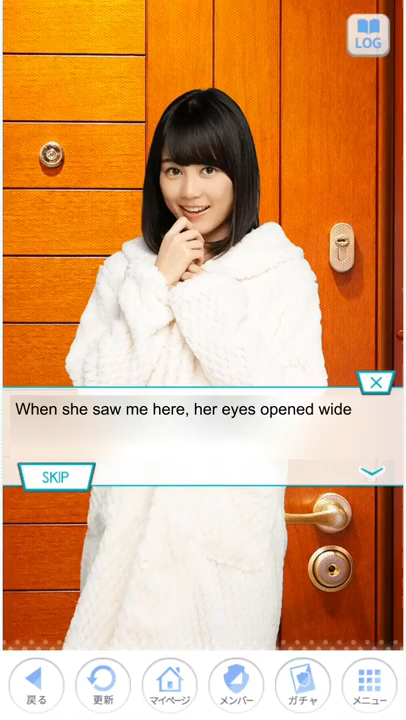 LOG
When she saw me here, her eyes opened wide
SKIP
戻る
更新
マイページ
メンバー
ガチャ
メニュー